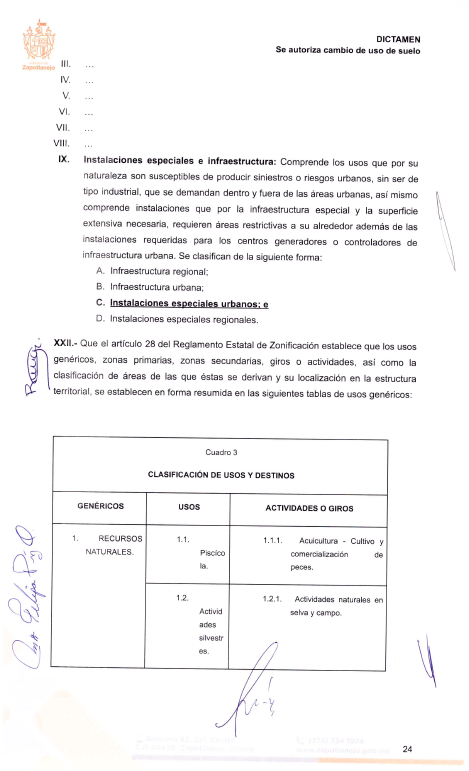 DICTAMEN
Se autoriza cambio de uso de suelo
Zapotlanejo
III. ...
IV. ...
V. ...
VI. ...
VII. ...
VIII. ...
IX. Instalaciones especiales e infraestructura: Comprende los usos que por su
naturaleza son susceptibles de producir siniestros o riesgos urbanos, sin ser de
tipo industrial, que se demandan dentro y fuera de las áreas urbanas, así mismo
comprende instalaciones que por la infraestructura especial y la superficie
extensiva necesaria, requieren áreas restrictivas a su alrededor además de las
instalaciones requeridas para los centros generadores o controladores de
infraestructura urbana. Se clasifican de la siguiente forma:
A. Infraestructura regional;
B. Infraestructura urbana;
C. Instalaciones especiales urbanos; e
D. Instalaciones especiales regionales.
XXII.- Que el artículo 28 del Reglamento Estatal de Zonificación establece que los usos
genéricos, zonas primarias, zonas secundarias, giros o actividades, así como la
clasificación de áreas de las que éstas se derivan y su localización en la estructura
territorial, se establecen en forma resumida en las siguientes tablas de usos genéricos:
Cuadro 3
CLASIFICACIÓN DE USOS Y DESTINOS
GENÉRICOS USOS ACTIVIDADES O GIROS
1. RECURSOS
NATURALES.
1.1.
Piscíco
la.
1.1.1. Acuicultura - Cultivo y
comercialización de
peces.
1.2.
Activid
ades
silvestr
es.
1.2.1. Actividades naturales en
selva y campo.
24